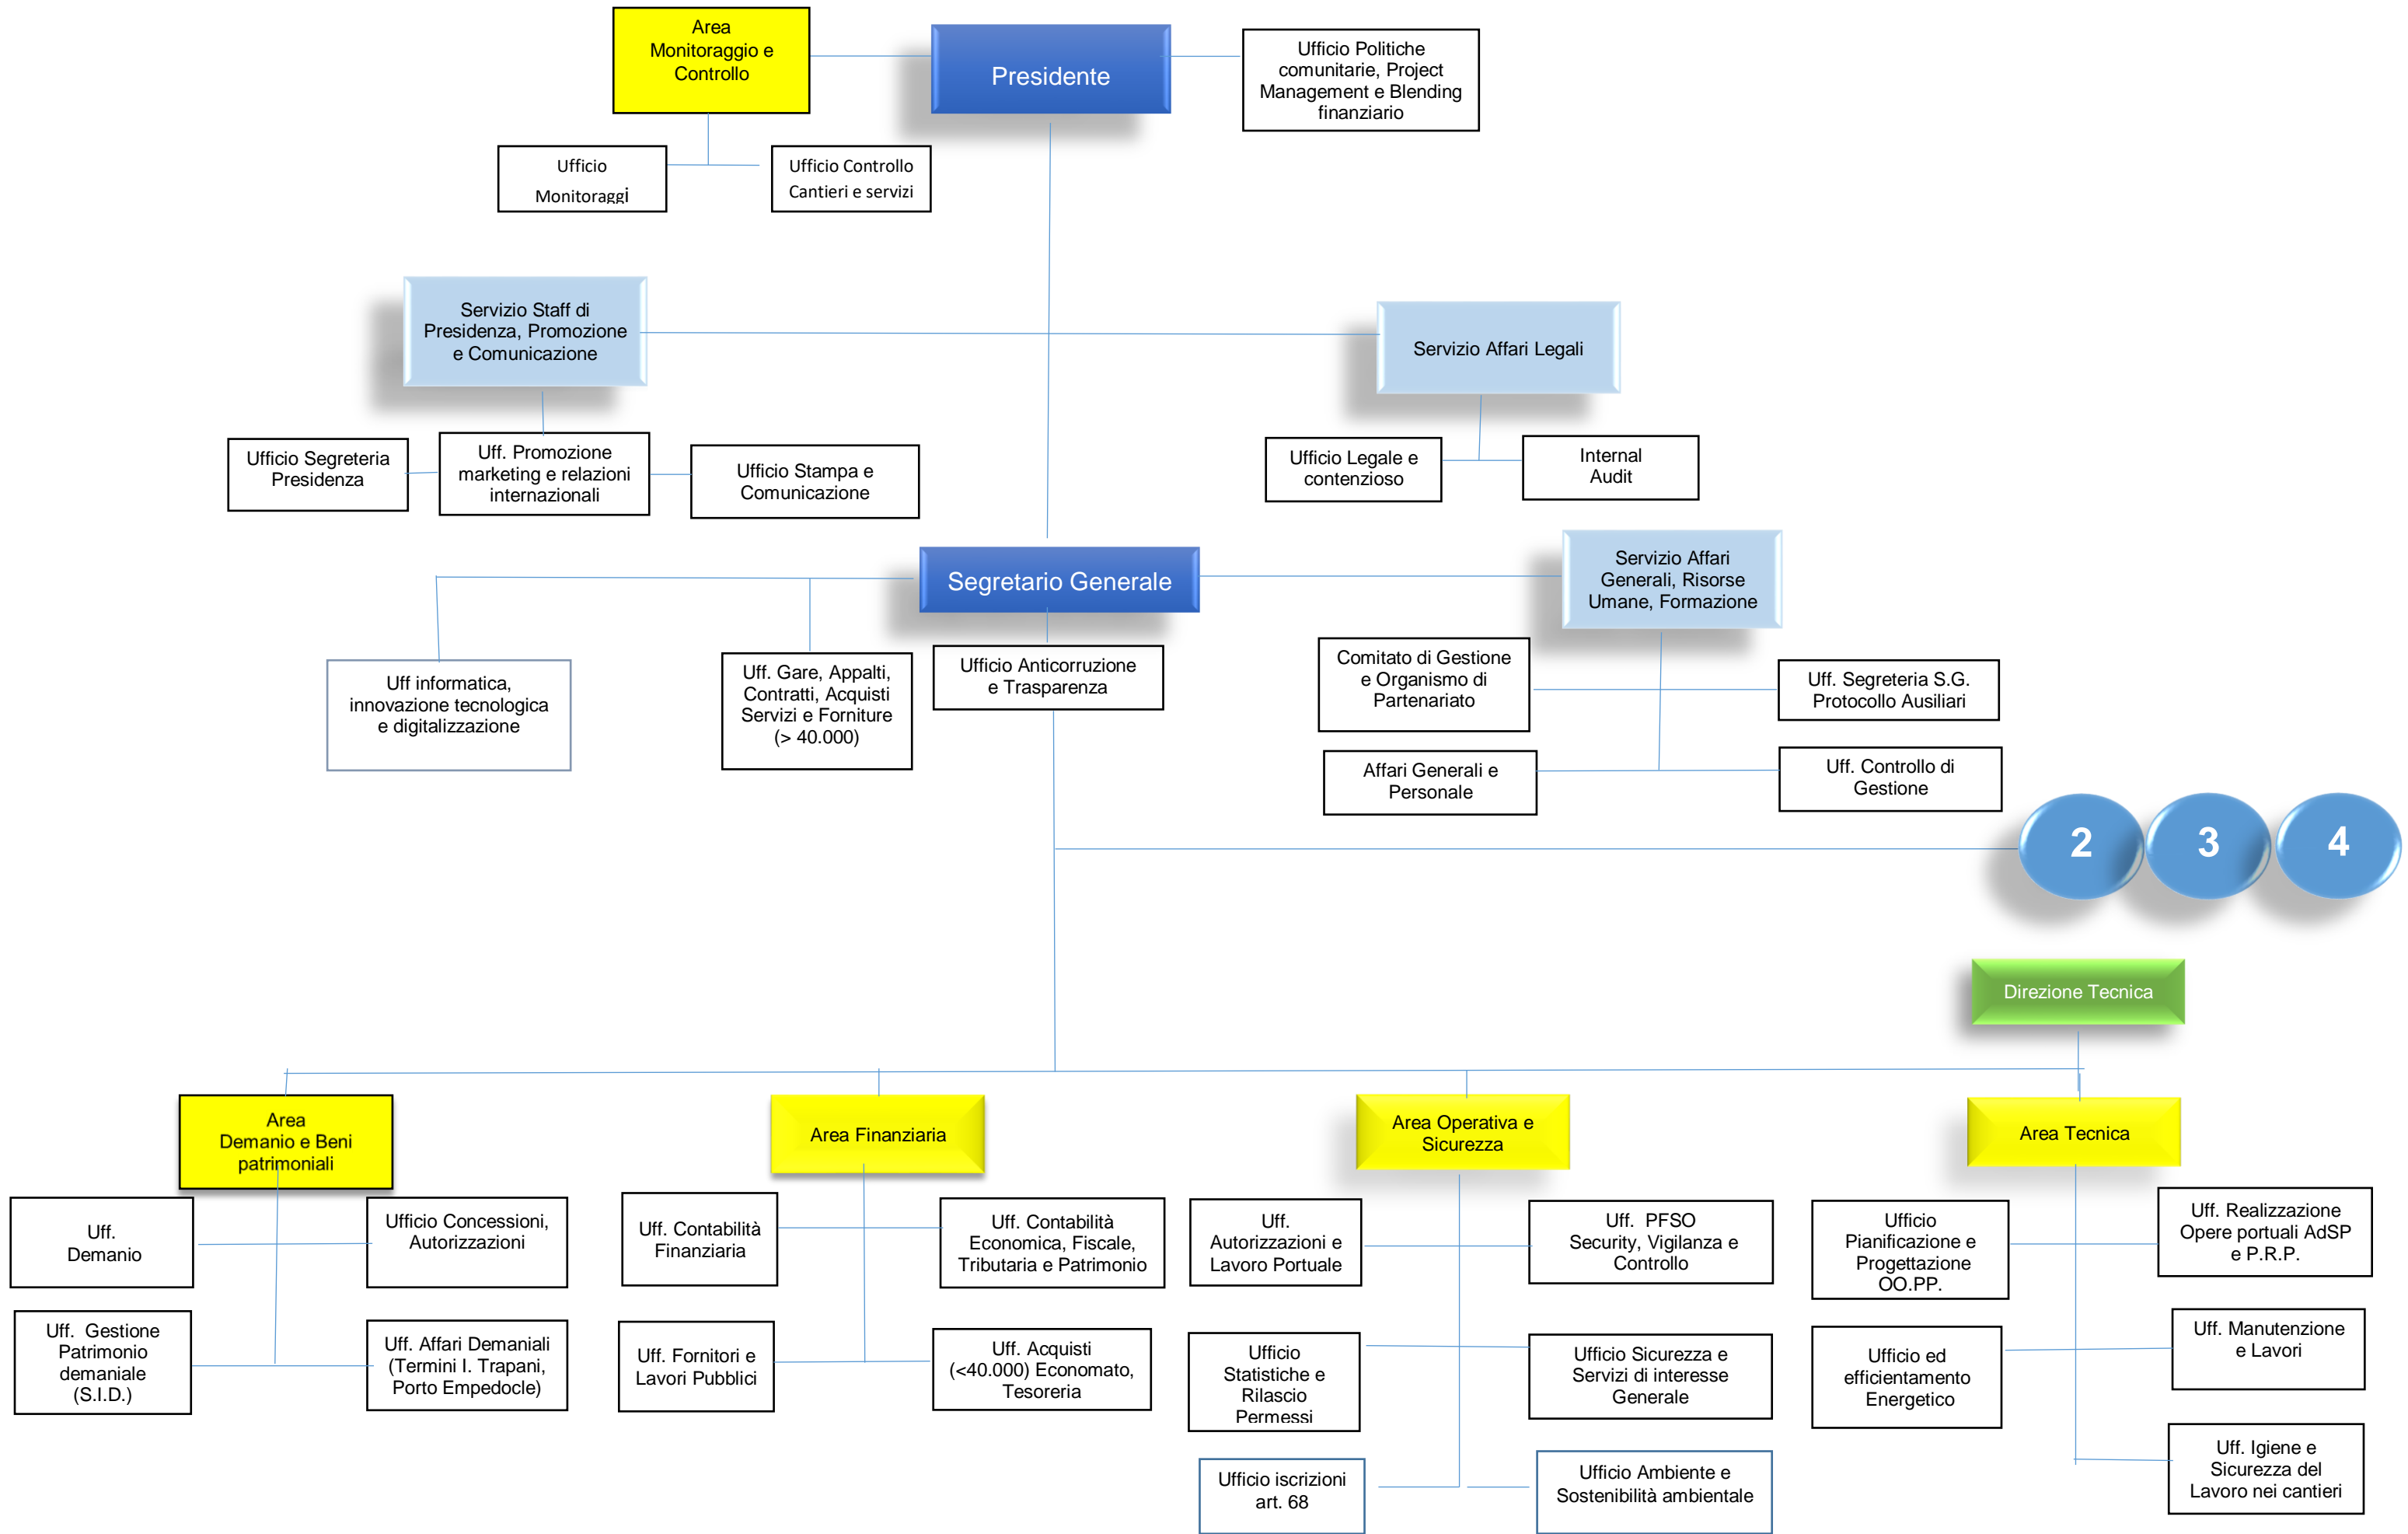 Area
Monitoraggio e
Controllo
Presidente
Ufficio Politiche
comunitarie, Project
Management e Blending
finanziario
Ufficio
Monitoraggi
Ufficio Controllo
Cantieri e servizi
Servizio Staff di
Presidenza, Promozione
e Comunicazione
Servizio Affari Legali
Ufficio Segreteria
Presidenza
Uff. Promozione
marketing e relazioni
internazionali
Ufficio Stampa e
Comunicazione
Ufficio Legale e
contenzioso
Internal
Audit
Segretario Generale
Servizio Affari
Generali, Risorse
Umane, Formazione
Uff informatica,
innovazione tecnologica
e digitalizzazione
Uff. Gare, Appalti,
Contratti, Acquisti
Servizi e Forniture
(> 40.000)
Ufficio Anticorruzione
e Trasparenza
Comitato di Gestione
e Organismo di
Partenariato
Uff. Segreteria S.G.
Protocollo Ausiliari
Affari Generali e
Personale
Uff. Controllo di
Gestione
2
3
4
Direzione Tecnica
Area
Demanio e Beni
patrimoniali
Area Finanziaria
Area Operativa e
Sicurezza
Area Tecnica
Uff.
Demanio
Ufficio Concessioni,
Autorizzazioni
Uff. Contabilità
Finanziaria
Uff. Contabilità
Economica, Fiscale,
Tributaria e Patrimonio
Uff.
Autorizzazioni e
Lavoro Portuale
Uff. PFSO
Security, Vigilanza e
Controllo
Ufficio
Pianificazione e
Progettazione
OO.PP.
Uff. Realizzazione
Opere portuali AdSP
e P.R.P.
Uff. Gestione
Patrimonio
demaniale
(S.I.D.)
Uff. Affari Demaniali
(Termini I. Trapani,
Porto Empedocle)
Uff. Fornitori e
Lavori Pubblici
Uff. Acquisti
(<40.000) Economato,
Tesoreria
Ufficio
Statistiche e
Rilascio
Permessi
Ufficio Sicurezza e
Servizi di interesse
Generale
Ufficio ed
efficientamento
Energetico
Uff. Manutenzione
e Lavori
Ufficio iscrizioni
art. 68
Ufficio Ambiente e
Sostenibilità ambientale
Uff. Igiene e
Sicurezza del
Lavoro nei cantieri